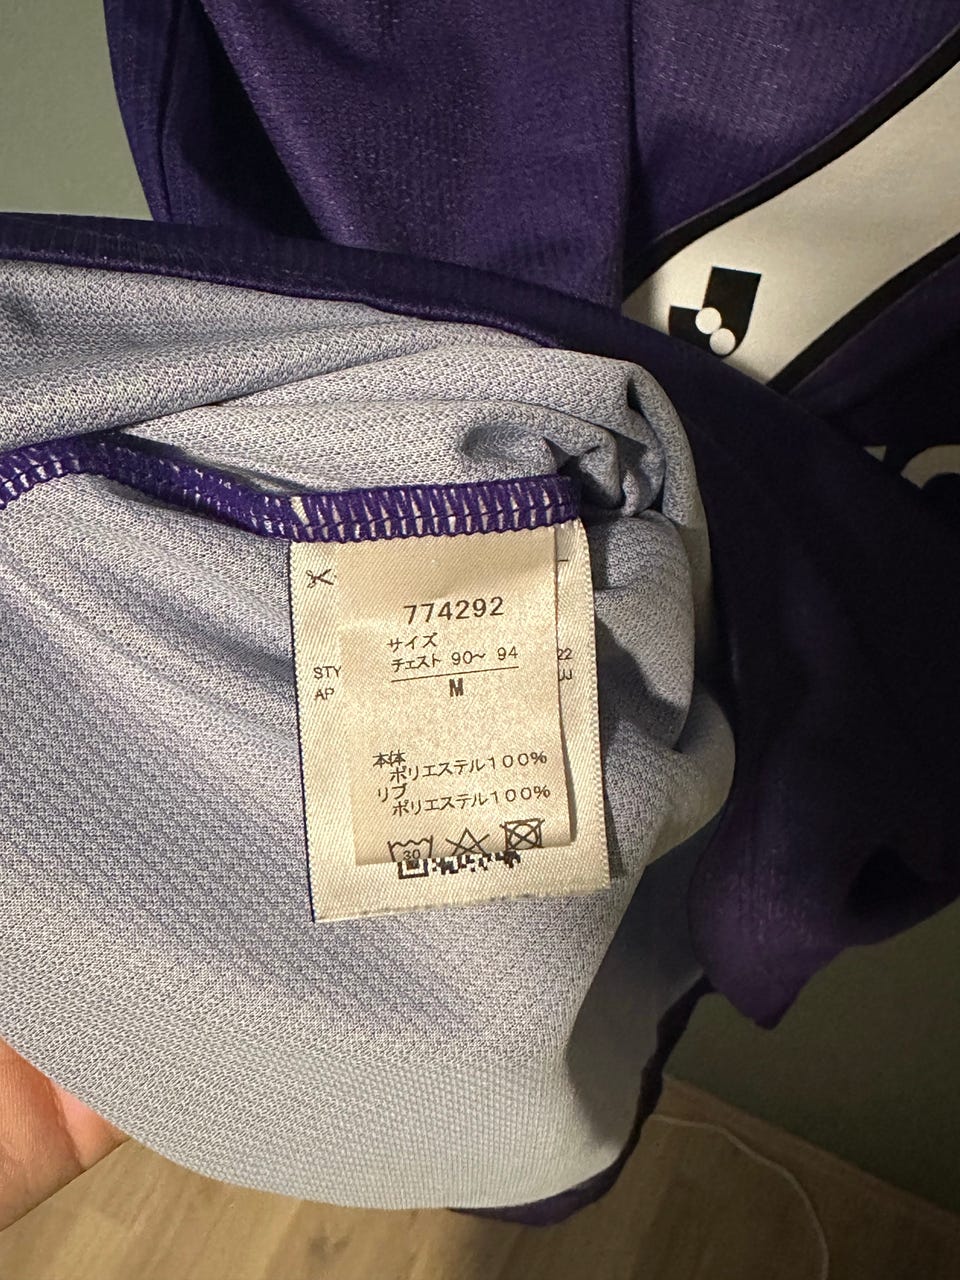 774292
サイズ
チェスト 90～ 94
M
STY
AP
22
本体
ポリエステル100%
リブ
ポリエステル100%
30